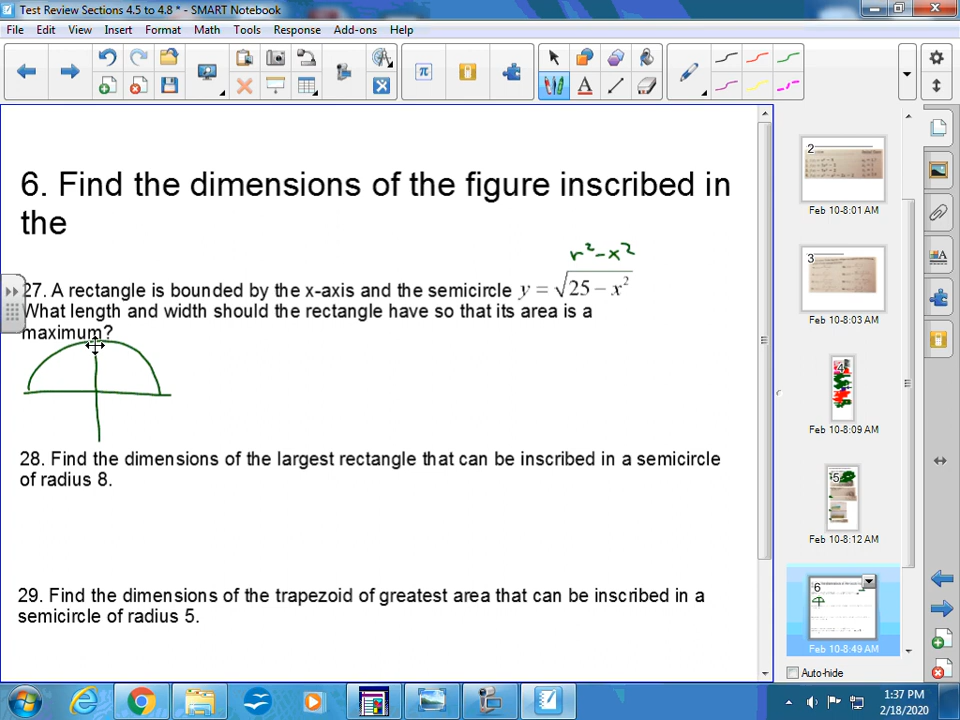 Test Review Sections 4.5 to 4.8 * - SMART Notebook
File Edit View Insert Format Math Tools Response Add-ons Help
6. Find the dimensions of the figure inscribed in
the
r² - x²
27. A rectangle is bounded by the x-axis and the semicircle y = √25 - x²
What length and width should the rectangle have so that its area is a
maximum?
28. Find the dimensions of the largest rectangle that can be inscribed in a semicircle
of radius 8.
29. Find the dimensions of the trapezoid of greatest area that can be inscribed in a
semicircle of radius 5.
2
Feb 10-8:01 AM
3
Feb 10-8:03 AM
4
Feb 10-8:09 AM
5
Feb 10-8:12 AM
6
Feb 10-8:49 AM
Auto-hide
1:37 PM
2/18/2020